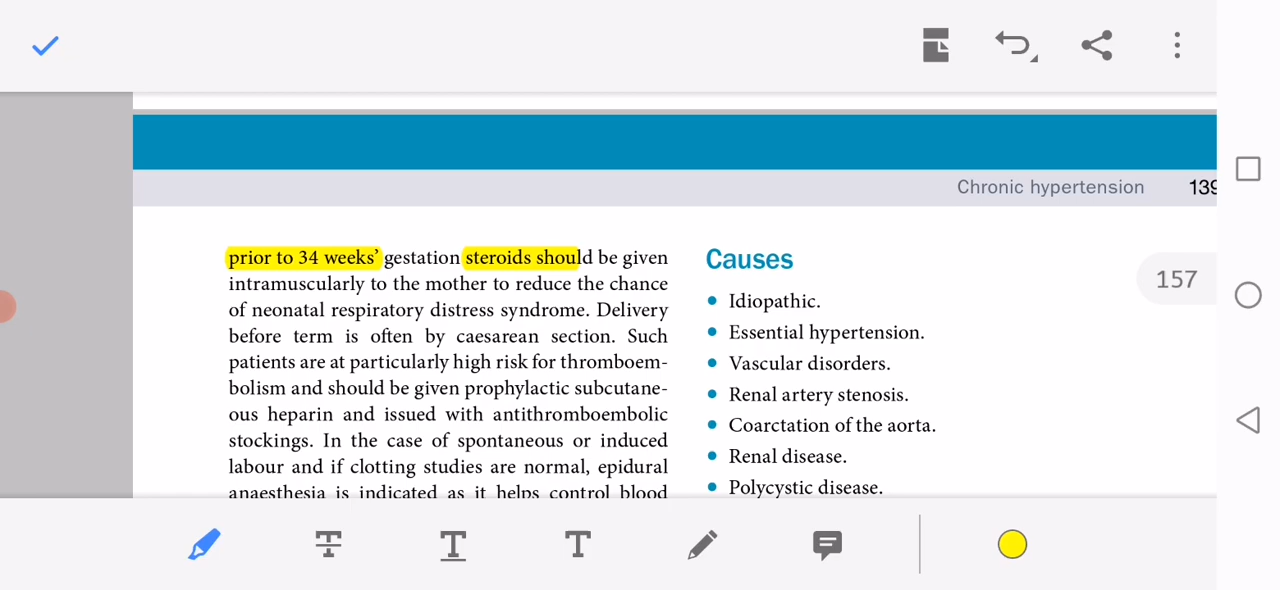 Chronic hypertension 139
prior to 34 weeks’ gestation steroids should be given
intramuscularly to the mother to reduce the chance
of neonatal respiratory distress syndrome. Delivery
before term is often by caesarean section. Such
patients are at particularly high risk for thromboem-
bolism and should be given prophylactic subcutane-
ous heparin and issued with antithromboembolic
stockings. In the case of spontaneous or induced
labour and if clotting studies are normal, epidural
anaesthesia is indicated as it helps control blood
Causes
• Idiopathic.
• Essential hypertension.
• Vascular disorders.
• Renal artery stenosis.
• Coarctation of the aorta.
• Renal disease.
• Polycystic disease.
157
T
T
T